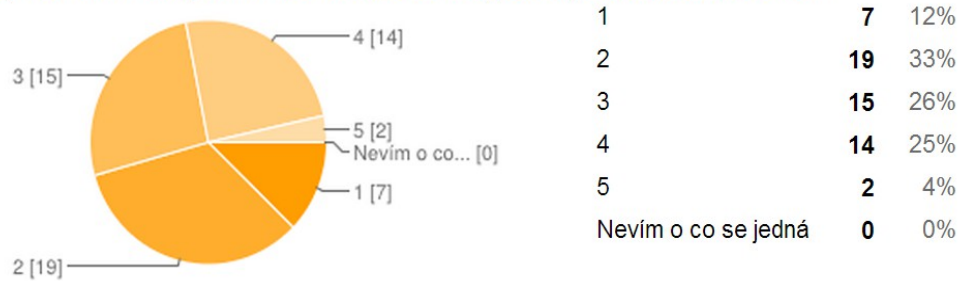 4 [14]
3 [15]
5 [2]
Nevím o co... [0]
1 [7]
2 [19]
1 7 12%
2 19 33%
3 15 26%
4 14 25%
5 2 4%
Nevím o co se jedná 0 0%